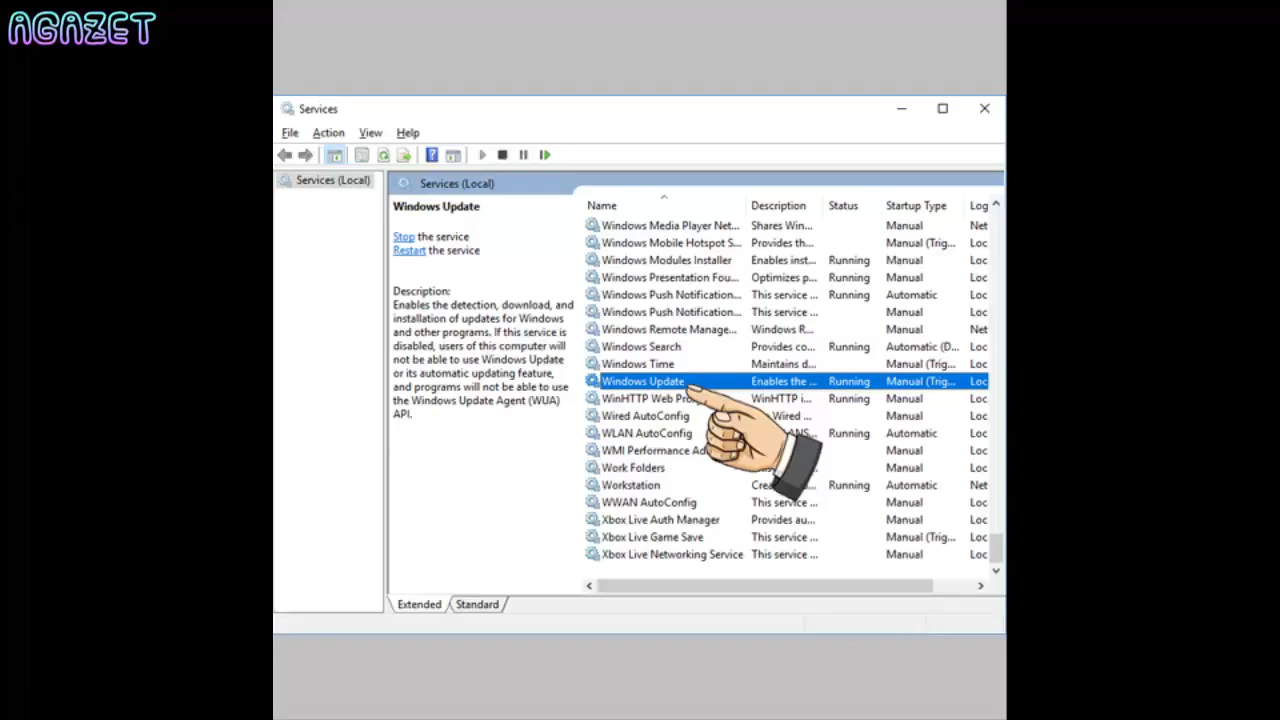 AGAZET
Services
File Action View Help
Services (Local)
Services (Local)
Windows Update
Stop the service
Restart the service
Description:
Enables the detection, download, and
installation of updates for Windows
and other programs. If this service is
disabled, users of this computer will
not be able to use Windows Update
or its automatic updating feature,
and programs will not be able to use
the Windows Update Agent (WUA)
API.
Name Description Status Startup Type Log
Windows Media Player Net... Shares Win... Manual Net
Windows Mobile Hotspot S... Provides th... Manual (Trig... Loc
Windows Modules Installer Enables inst... Running Manual Loc
Windows Presentation Fou... Optimizes p... Running Manual Loc
Windows Push Notification... This service ... Running Automatic Loc
Windows Push Notification... This service ... Manual Loc
Windows Remote Manage... Windows R... Manual Net
Windows Search Provides co... Running Automatic (D... Loc
Windows Time Maintains d... Manual (Trig... Loc
Windows Update Enables the ... Running Manual (Trig... Loc
WinHTTP Web WinHTTP i... Running Manual Loc
Wired AutoConfig Wired ... Manual Loc
WLAN AutoConfig Running Automatic Loc
WMI Performance Manual Loc
Work Folders Manual Loc
Workstation Running Automatic Net
WWAN AutoConfig This service ... Manual Loc
Xbox Live Auth Manager Provides au... Manual Loc
Xbox Live Game Save This service ... Manual (Trig... Loc
Xbox Live Networking Service This service ... Manual Loc
Extended Standard